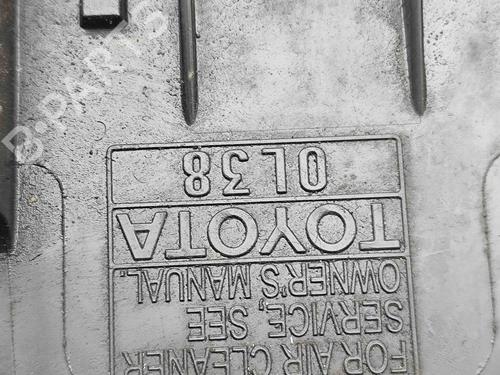 FOR AIR CLEANER
SERVICE, SEE
OWNER'S MANUAL.
TOYOTA
0L38
B-PARTS